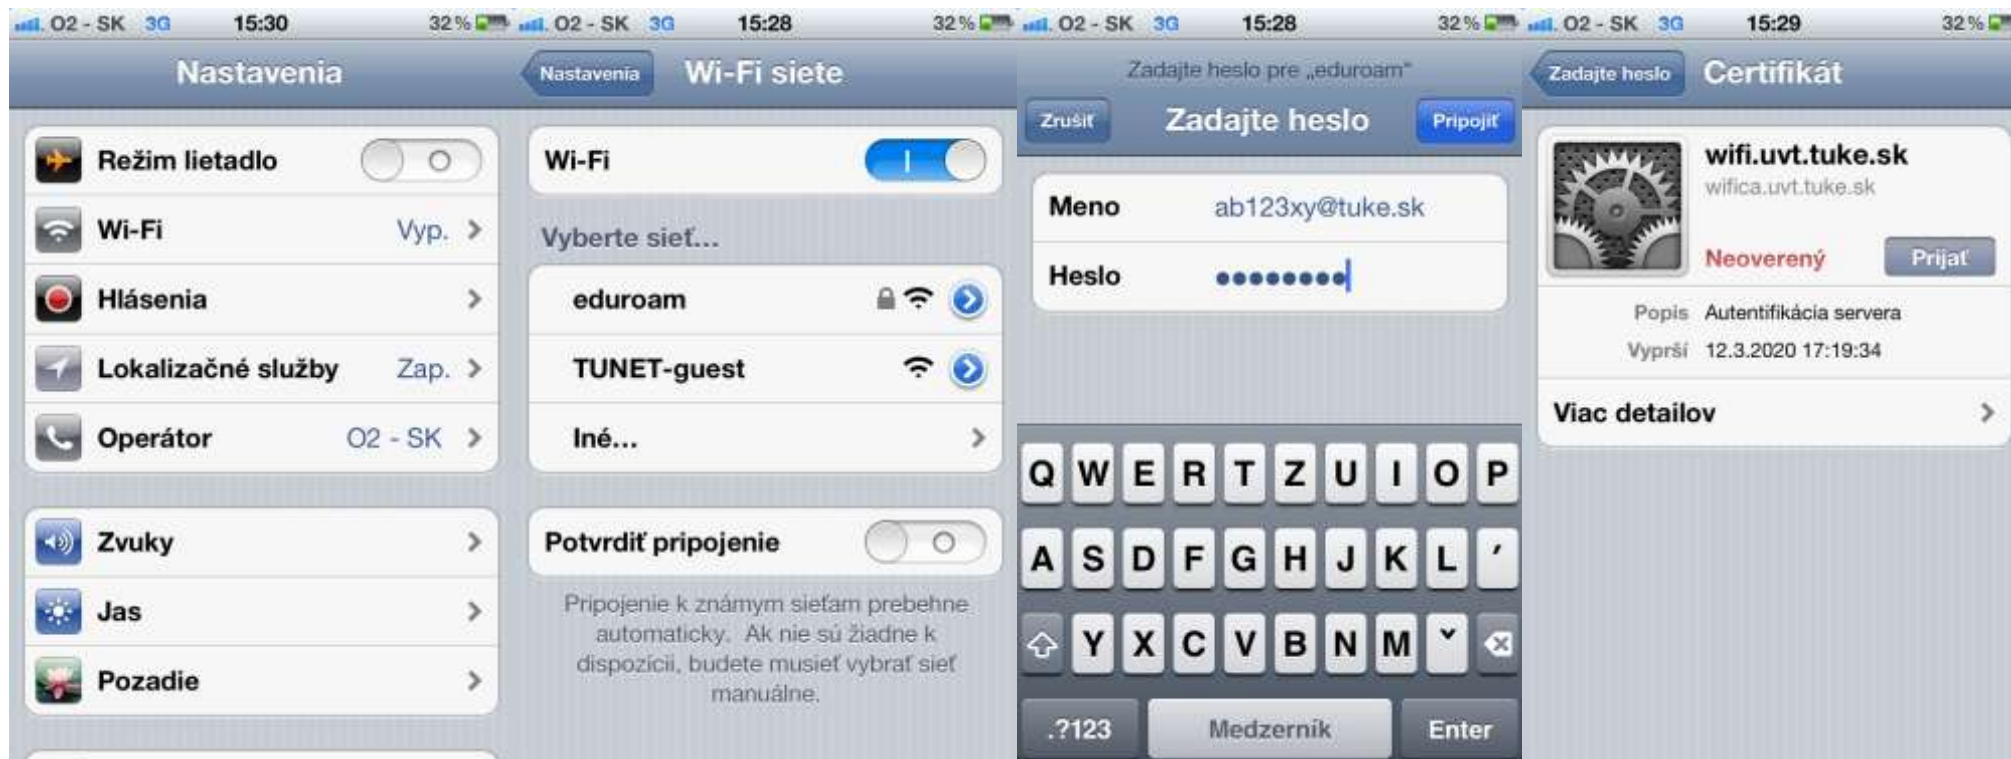 O2 - SK 3G 15:30 32 %
Nastavenia
Režim lietadlo
Wi-Fi Vyp.
Hlásenia
Lokalizačné služby Zap.
Operátor O2 - SK
Zvuky
Jas
Pozadie
O2 - SK 3G 15:28 32 %
Nastavenia Wi-Fi siete
Wi-Fi
Vyberte sieť...
eduroam
TUNET-guest
Iné...
Potvrdiť pripojenie
Pripojenie k známym sieťam prebehne
automaticky. Ak nie sú žiadne k
dispozícii, budete musieť vybrať sieť
manuálne.
O2 - SK 3G 15:28 32 %
Zadajte heslo pre „eduroam“
Zrušiť Zadajte heslo Pripojiť
Meno ab123xy@tuke.sk
Heslo ••••••••
Q W E R T Z U I O P
A S D F G H J K L ′
Y X C V B N M ˇ
.?123 Medzerník Enter
O2 - SK 3G 15:29 32 %
Zadajte heslo Certifikát
wifi.uvt.tuke.sk
wifica.uvt.tuke.sk
Neoverený Prijať
Popis Autentifikácia servera
Vyprší 12.3.2020 17:19:34
Viac detailov